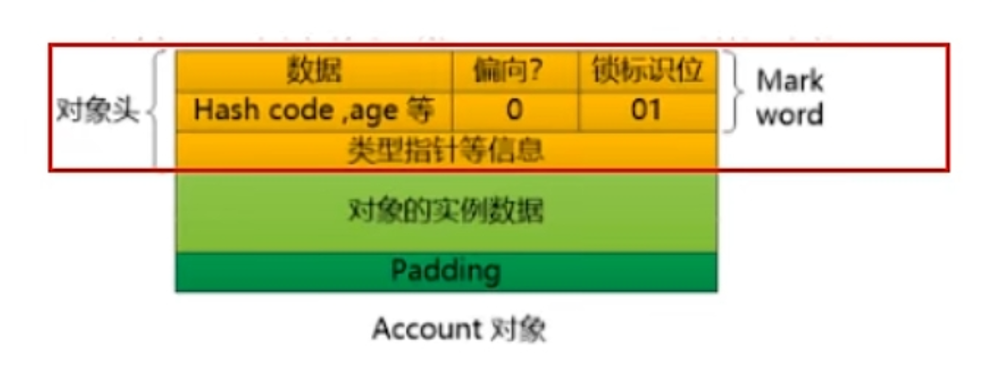 数据 偏向? 锁标识位
对象头 Hash code ,age 等 0 01 Mark word
类型指针等信息
对象的实例数据
Padding
Account 对象